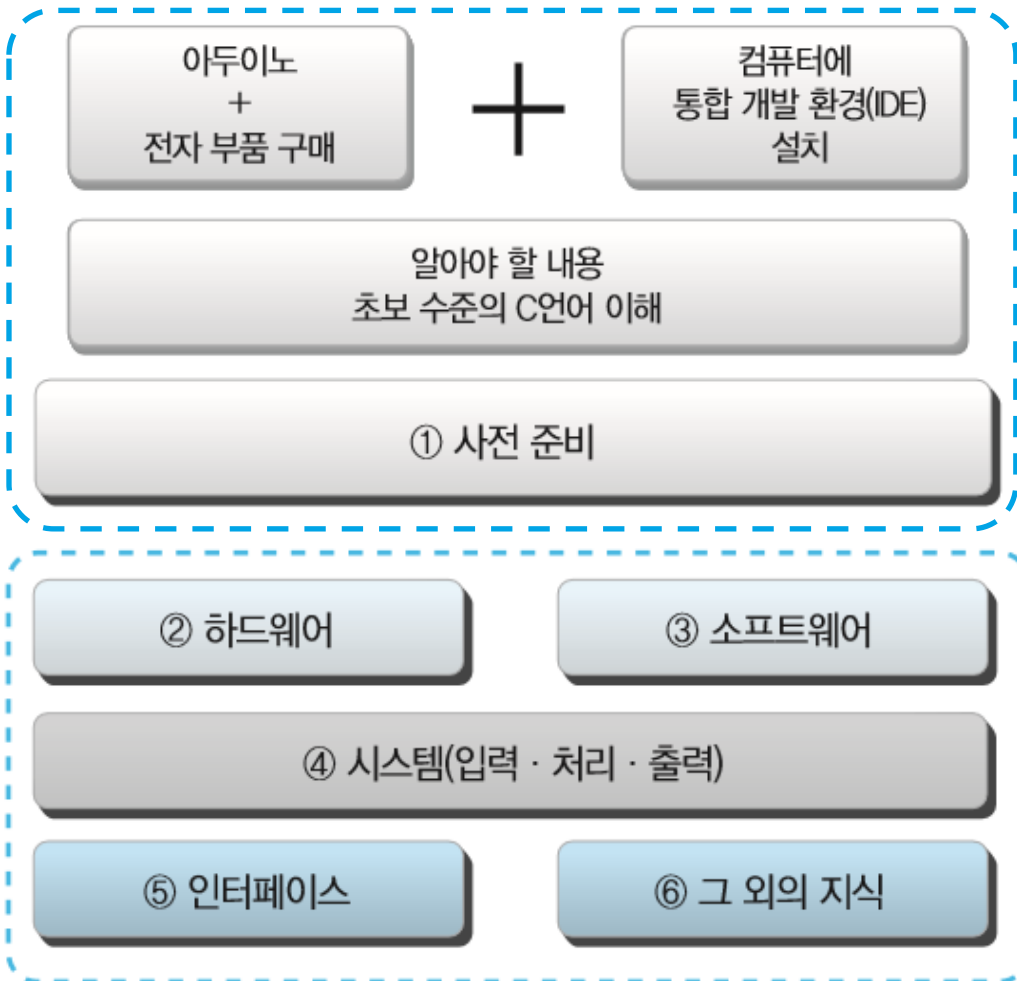 아두이노
+
전자 부품 구매
+
컴퓨터에
통합 개발 환경(IDE)
설치
알아야 할 내용
초보 수준의 C언어 이해
① 사전 준비
② 하드웨어
③ 소프트웨어
④ 시스템(입력 · 처리 · 출력)
⑤ 인터페이스
⑥ 그 외의 지식